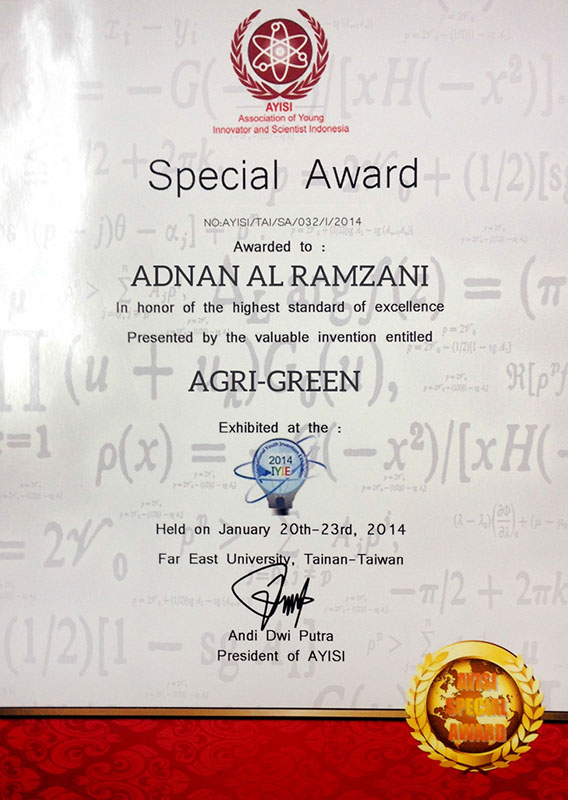 AYISI
Association of Young
Innovator and Scientist Indonesia
Special Award
NO:AYISI/TAI/SA/032/I/2014
Awarded to :
ADNAN AL RAMZANI
In honor of the highest standard of excellence
Presented by the valuable invention entitled
AGRI-GREEN
Exhibited at the :
2014
IYIE
Held on January 20th-23rd, 2014
Far East University, Tainan-Taiwan
Andi Dwi Putra
President of AYISI
AYISI
SPECIAL
AWARD